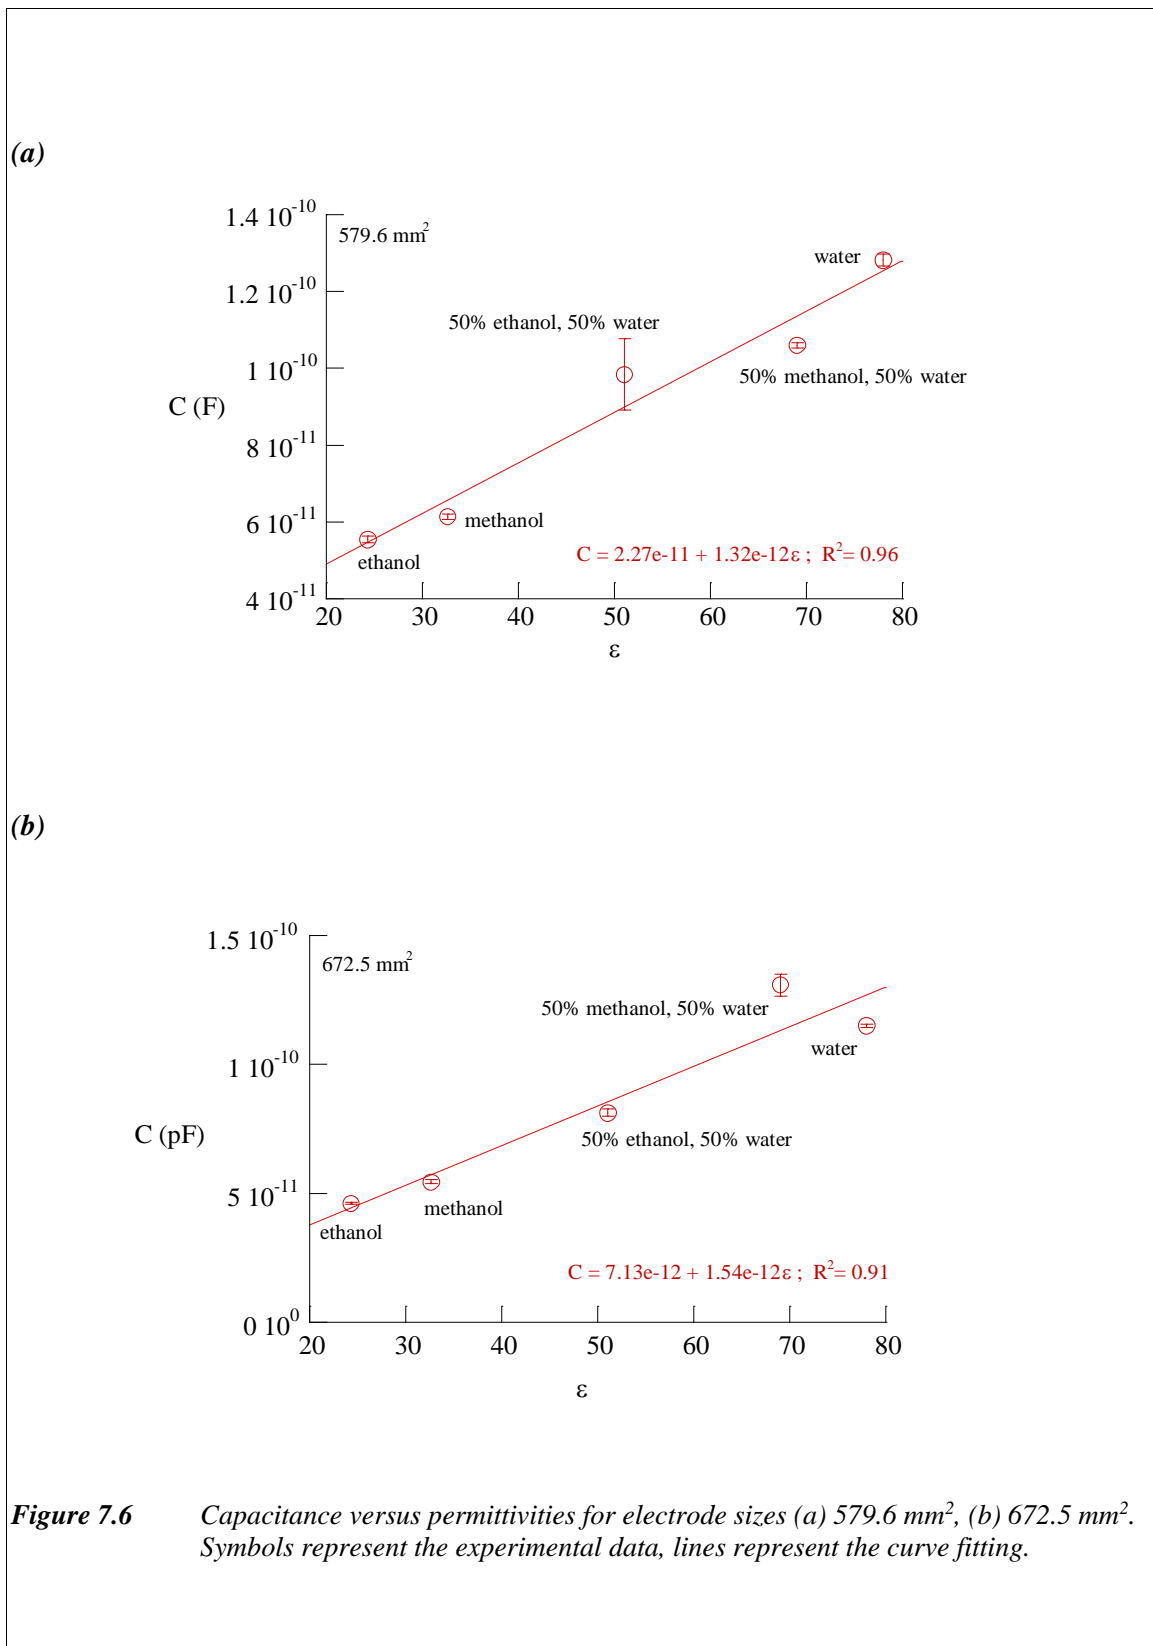 (a)
1.4 10⁻¹⁰
579.6 mm²
water
1.2 10⁻¹⁰
50% ethanol, 50% water
1 10⁻¹⁰
50% methanol, 50% water
C (F)
8 10⁻¹¹
6 10⁻¹¹
methanol
C = 2.27e-11 + 1.32e-12ε ; R²= 0.96
ethanol
4 10⁻¹¹
20 30 40 50 60 70 80
ε
(b)
1.5 10⁻¹⁰
672.5 mm²
50% methanol, 50% water
water
1 10⁻¹⁰
C (pF)
50% ethanol, 50% water
5 10⁻¹¹
methanol
ethanol
C = 7.13e-12 + 1.54e-12ε ; R²= 0.91
0 10⁰
20 30 40 50 60 70 80
ε
Figure 7.6 Capacitance versus permittivities for electrode sizes (a) 579.6 mm², (b) 672.5 mm².
Symbols represent the experimental data, lines represent the curve fitting.